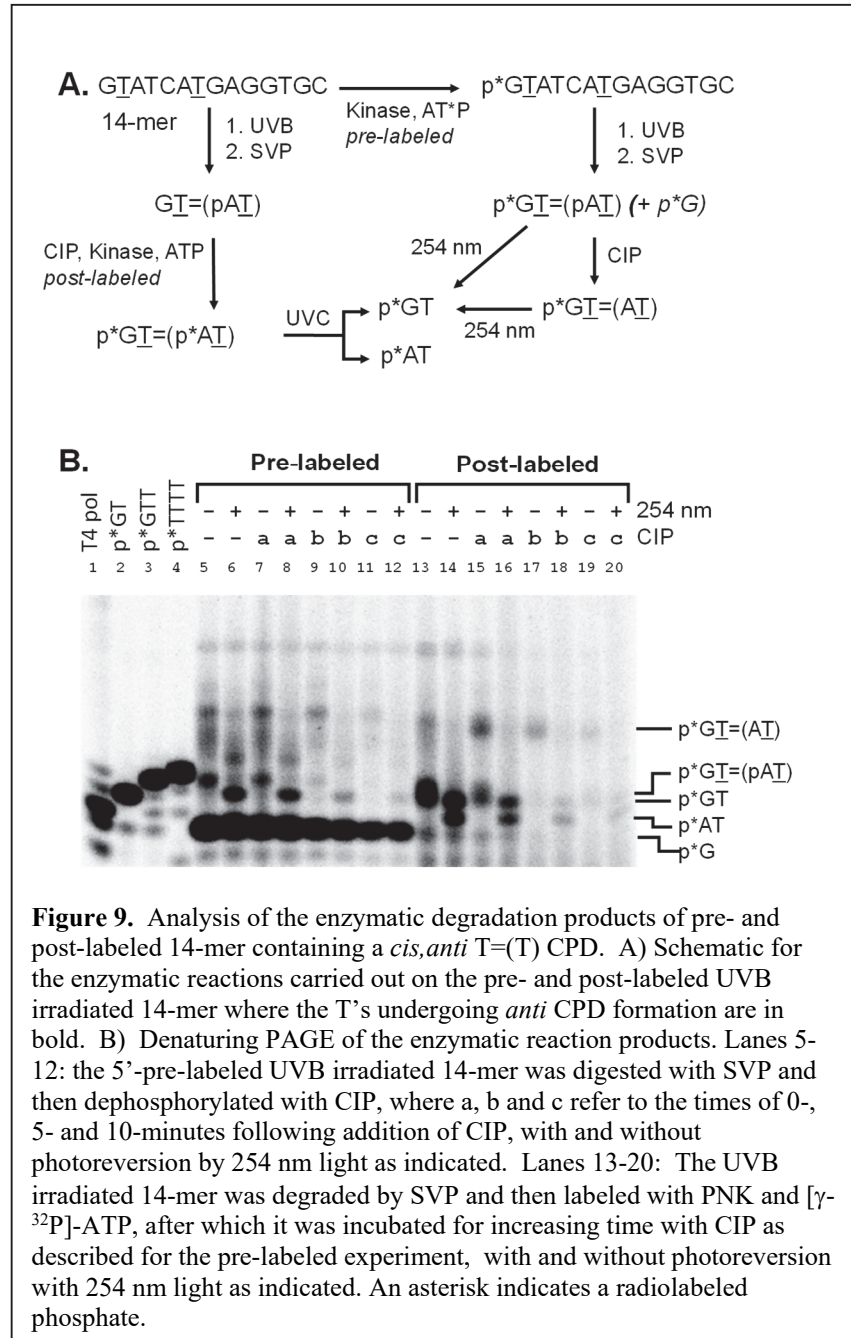 A. GTATCATGAGGTGC p*GTATCATGAGGTGC
14-mer
Kinase, AT*P
pre-labeled
1. UVB
2. SVP
1. UVB
2. SVP
GT=(pAT)
p*GT=(pAT) (+ p*G)
CIP, Kinase, ATP
post-labeled
254 nm
CIP
p*GT=(p*AT)
UVC
p*GT
p*AT
254 nm
p*GT=(AT)
B.
Pre-labeled Post-labeled
T4 pol
p*GT
p*GTT
p*TTTT
− + − + − + − + − + − + − + − + 254 nm
− − a a b b c c − − a a b b c c CIP
1 2 3 4 5 6 7 8 9 10 11 12 13 14 15 16 17 18 19 20
p*GT=(AT)
p*GT=(pAT)
p*GT
p*AT
p*G
Figure 9. Analysis of the enzymatic degradation products of pre- and
post-labeled 14-mer containing a cis,anti T=(T) CPD. A) Schematic for
the enzymatic reactions carried out on the pre- and post-labeled UVB
irradiated 14-mer where the T's undergoing anti CPD formation are in
bold. B) Denaturing PAGE of the enzymatic reaction products. Lanes 5-
12: the 5'-pre-labeled UVB irradiated 14-mer was digested with SVP and
then dephosphorylated with CIP, where a, b and c refer to the times of 0-,
5- and 10-minutes following addition of CIP, with and without
photoreversion by 254 nm light as indicated. Lanes 13-20: The UVB
irradiated 14-mer was degraded by SVP and then labeled with PNK and [γ-
³²P]-ATP, after which it was incubated for increasing time with CIP as
described for the pre-labeled experiment, with and without photoreversion
with 254 nm light as indicated. An asterisk indicates a radiolabeled
phosphate.